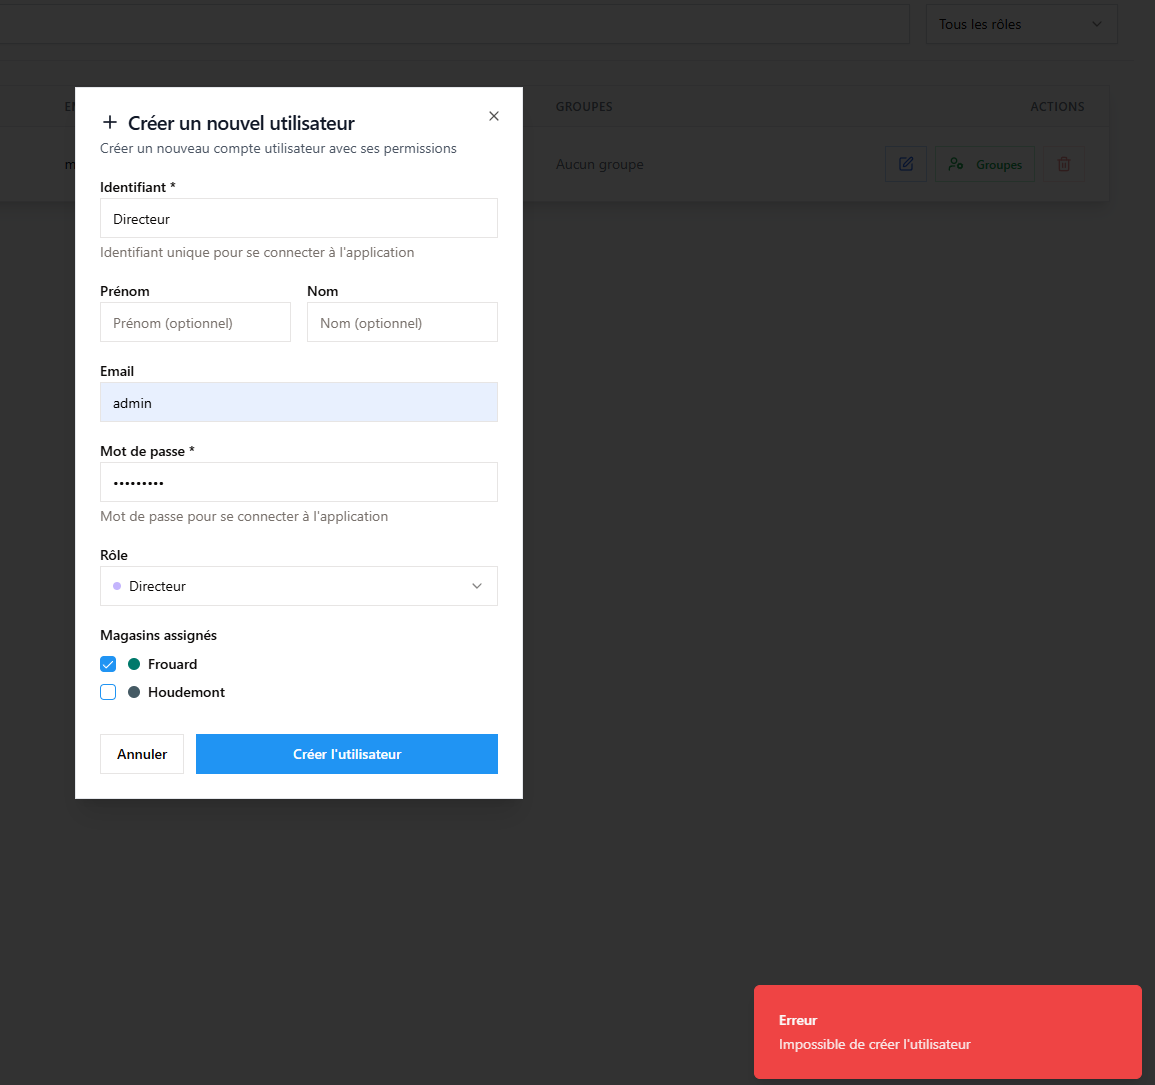 Tous les rôles
GROUPES
ACTIONS
Aucun groupe
Groupes
Créer un nouvel utilisateur
Créer un nouveau compte utilisateur avec ses permissions
Identifiant *
Directeur
Identifiant unique pour se connecter à l'application
Prénom
Nom
Prénom (optionnel)
Nom (optionnel)
Email
admin
Mot de passe *
•••••••••
Mot de passe pour se connecter à l'application
Rôle
Directeur
Magasins assignés
Frouard
Houdemont
Annuler
Créer l'utilisateur
Erreur
Impossible de créer l'utilisateur